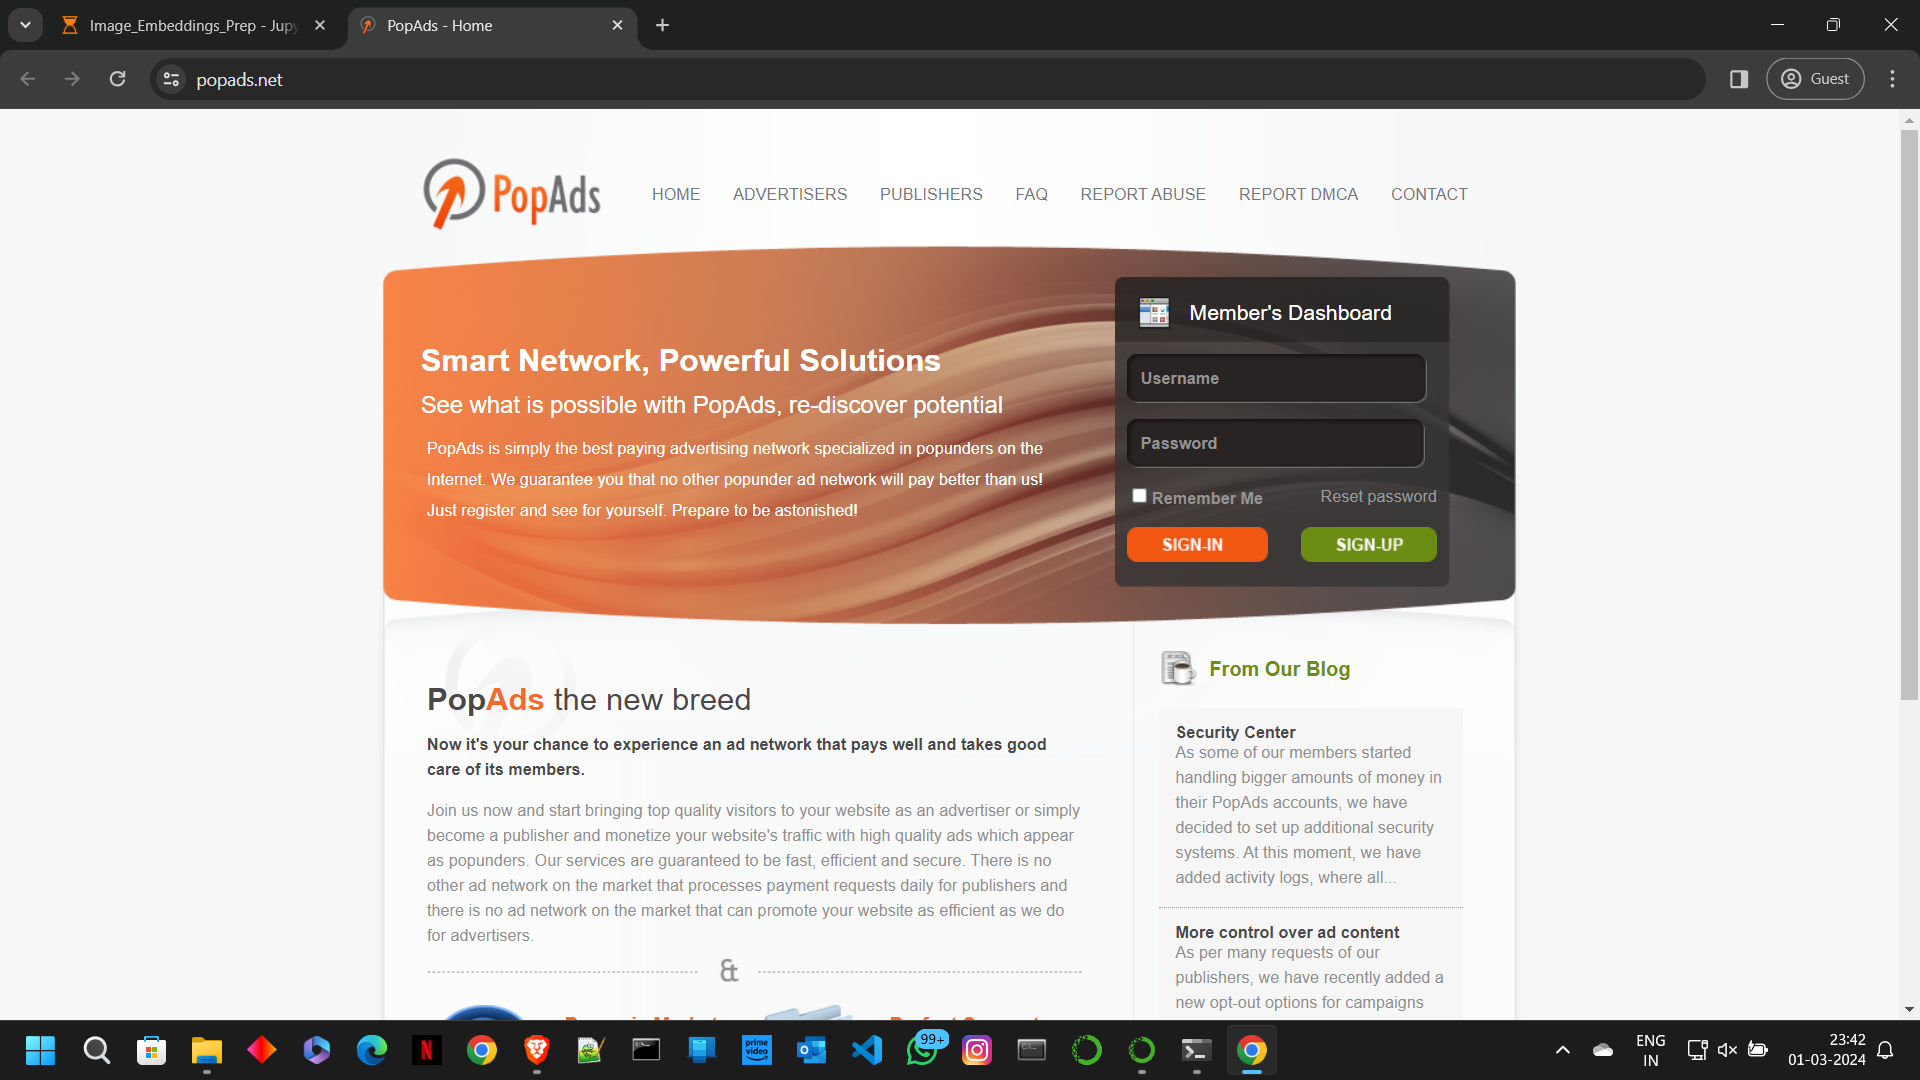 Image_Embeddings_Prep - Jupy
PopAds - Home
popads.net
Guest
PopAds
HOME
ADVERTISERS
PUBLISHERS
FAQ
REPORT ABUSE
REPORT DMCA
CONTACT
Smart Network, Powerful Solutions
See what is possible with PopAds, re-discover potential
PopAds is simply the best paying advertising network specialized in popunders on the
Internet. We guarantee you that no other popunder ad network will pay better than us!
Just register and see for yourself. Prepare to be astonished!
Member's Dashboard
Username
Password
Remember Me
Reset password
SIGN-IN
SIGN-UP
PopAds the new breed
Now it's your chance to experience an ad network that pays well and takes good
care of its members.
Join us now and start bringing top quality visitors to your website as an advertiser or simply
become a publisher and monetize your website's traffic with high quality ads which appear
as popunders. Our services are guaranteed to be fast, efficient and secure. There is no
other ad network on the market that processes payment requests daily for publishers and
there is no ad network on the market that can promote your website as efficient as we do
for advertisers.
&
From Our Blog
Security Center
As some of our members started
handling bigger amounts of money in
their PopAds accounts, we have
decided to set up additional security
systems. At this moment, we have
added activity logs, where all...
More control over ad content
As per many requests of our
publishers, we have recently added a
new opt-out options for campaigns
prime
video
99+
ENG
IN
23:42
01-03-2024